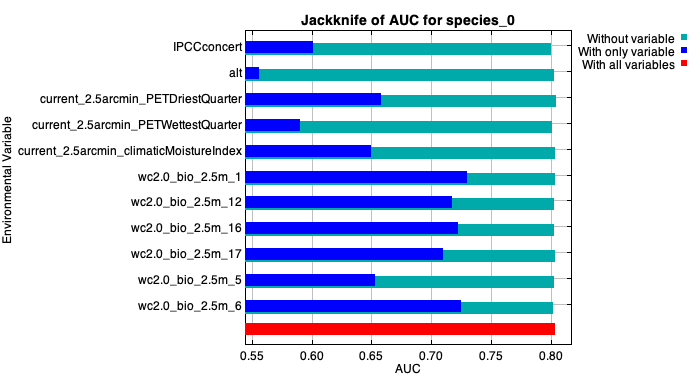 Jackknife of AUC for species_0
Without variable
With only variable
With all variables
Environmental Variable
IPCCconcert
alt
current_2.5arcmin_PETDriestQuarter
current_2.5arcmin_PETWettestQuarter
current_2.5arcmin_climaticMoistureIndex
wc2.0_bio_2.5m_1
wc2.0_bio_2.5m_12
wc2.0_bio_2.5m_16
wc2.0_bio_2.5m_17
wc2.0_bio_2.5m_5
wc2.0_bio_2.5m_6
0.55 0.60 0.65 0.70 0.75 0.80
AUC